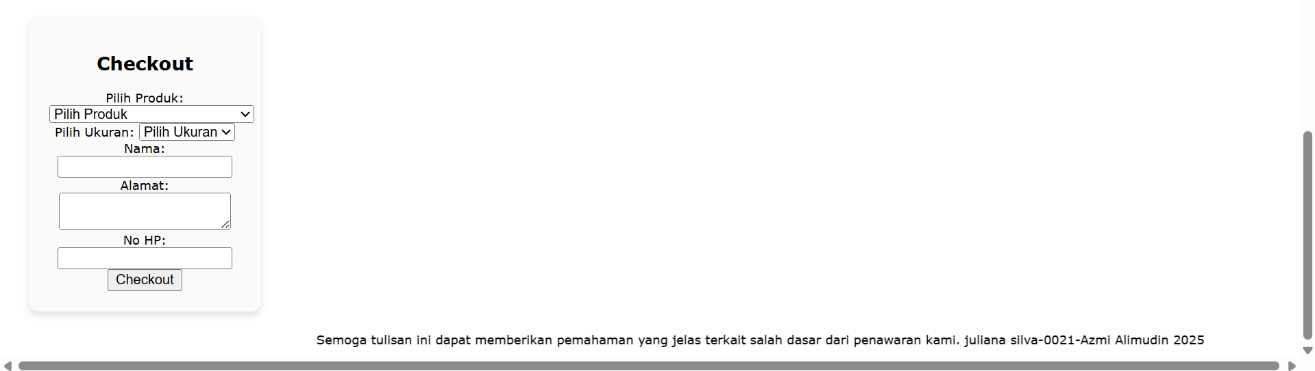 Checkout
Pilih Produk:
Pilih Produk
Pilih Ukuran: Pilih Ukuran
Nama:
Alamat:
No HP:
Checkout
Semoga tulisan ini dapat memberikan pemahaman yang jelas terkait salah dasar dari penawaran kami. juliana silva-0021-Azmi Alimudin 2025